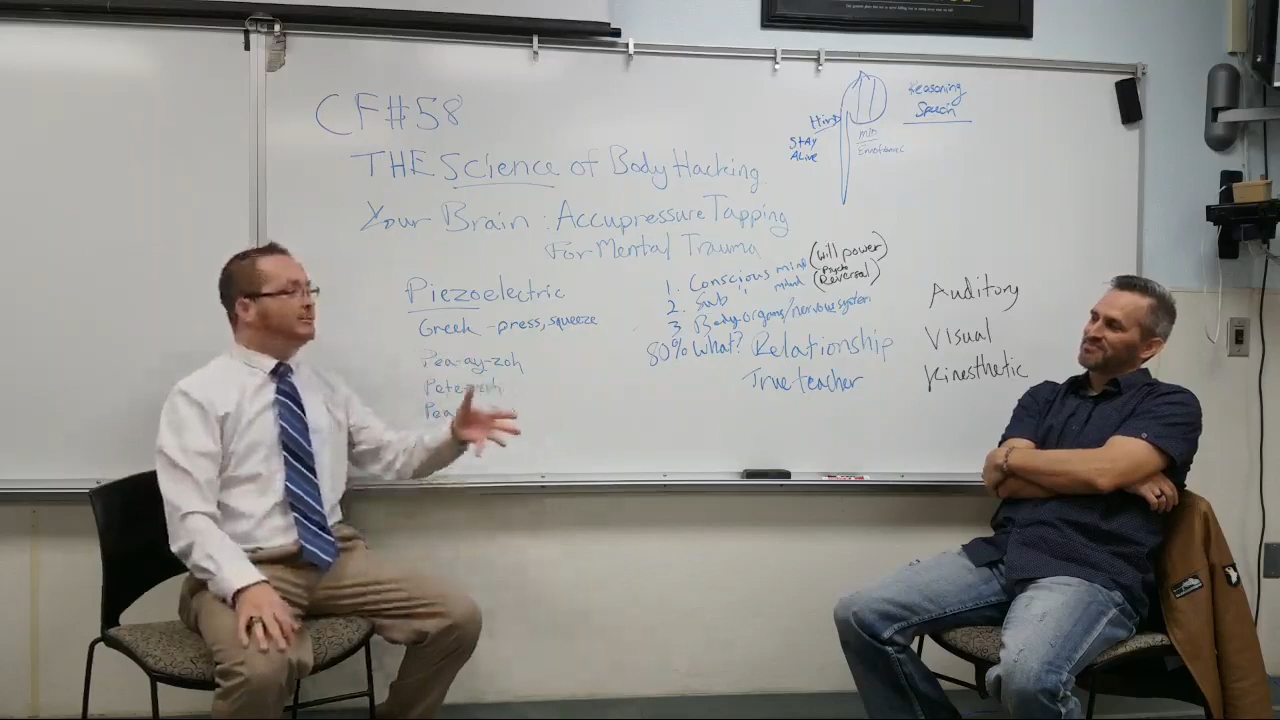 CF#58
THE Science of Body Hacking
Your Brain: Accupressure Tapping
For Mental Trauma
Piezoelectric
Greek - press, squeeze
Pea-ay-zoh
Pea
1. Conscious mind (will power)
2. Sub " mind (Psycho Reversal)
3 Body-organs/nervous system
80% What? Relationship
True teacher
Auditory
Visual
Kinesthetic
Hind
Stay
Alive
MID
Emotional
Reasoning
Speech